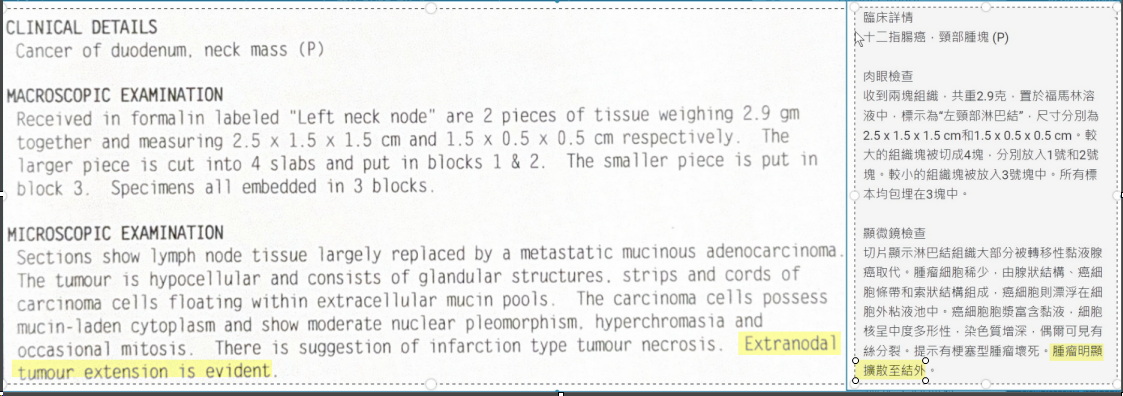 CLINICAL DETAILS
Cancer of duodenum, neck mass (P)
MACROSCOPIC EXAMINATION
Received in formalin labeled "Left neck node" are 2 pieces of tissue weighing 2.9 gm
together and measuring 2.5 x 1.5 x 1.5 cm and 1.5 x 0.5 x 0.5 cm respectively. The
larger piece is cut into 4 slabs and put in blocks 1 & 2. The smaller piece is put in
block 3. Specimens all embedded in 3 blocks.
MICROSCOPIC EXAMINATION
Sections show lymph node tissue largely replaced by a metastatic mucinous adenocarcinoma.
The tumour is hypocellular and consists of glandular structures, strips and cords of
carcinoma cells floating within extracellular mucin pools. The carcinoma cells possess
mucin-laden cytoplasm and show moderate nuclear pleomorphism, hyperchromasia and
occasional mitosis. There is suggestion of infarction type tumour necrosis. Extranodal
tumour extension is evident.
臨床詳情
十二指腸癌，頸部腫塊 (P)
肉眼檢查
收到兩塊組織，共重2.9克，置於福馬林溶
液中，標示為“左頸部淋巴結”，尺寸分別為
2.5 x 1.5 x 1.5 cm和1.5 x 0.5 x 0.5 cm。較
大的組織塊被切成4塊，分別放入1號和2號
塊。較小的組織塊被放入3號塊中。所有標
本均包埋在3塊中。
顯微鏡檢查
切片顯示淋巴結組織大部分被轉移性黏液腺
癌取代。腫瘤細胞稀少，由腺狀結構、癌細
胞條帶和索狀結構組成，癌細胞則漂浮在細
胞外粘液池中。癌細胞胞漿富含黏液，細胞
核呈中度多形性，染色質增深，偶爾可見有
絲分裂。提示有梗塞型腫瘤壞死。腫瘤明顯
擴散至結外。